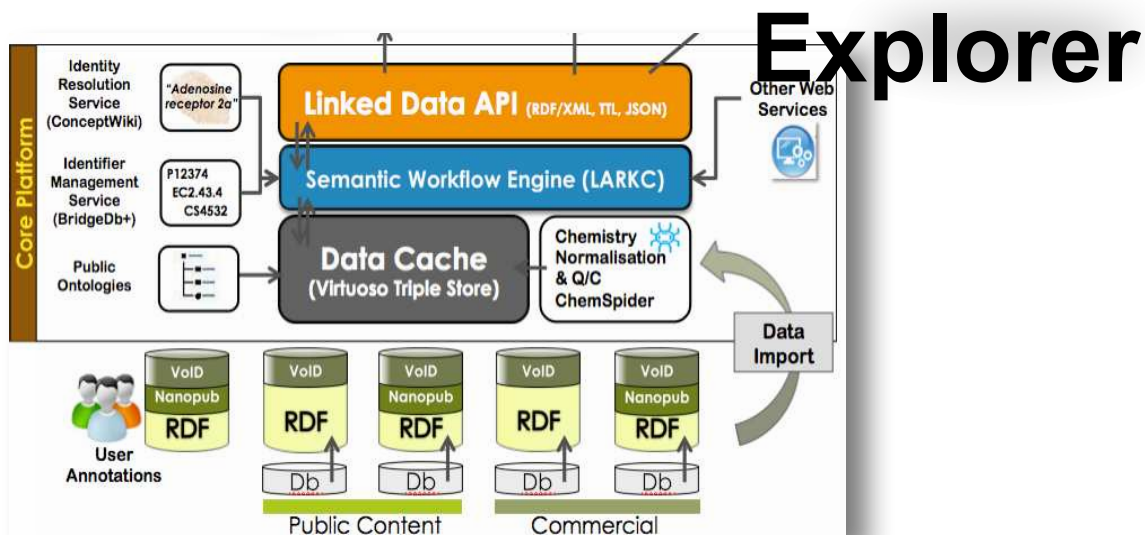 Explorer
Core Platform
Identity
Resolution
Service
(ConceptWiki)
"Adenosine
receptor 2a"
Linked Data API (RDF/XML, TTL, JSON)
Other Web
Services
Identifier
Management
Service
(BridgeDb+)
P12374
EC2.43.4
CS4532
Semantic Workflow Engine (LARKC)
Public
Ontologies
Data Cache
(Virtuoso Triple Store)
Chemistry
Normalisation
& Q/C
ChemSpider
Data
Import
User
Annotations
VoID
Nanopub
RDF
VoID
RDF
Db
VoID
Nanopub
RDF
Db
VoID
RDF
Db
VoID
Nanopub
RDF
Db
Public Content
Commercial